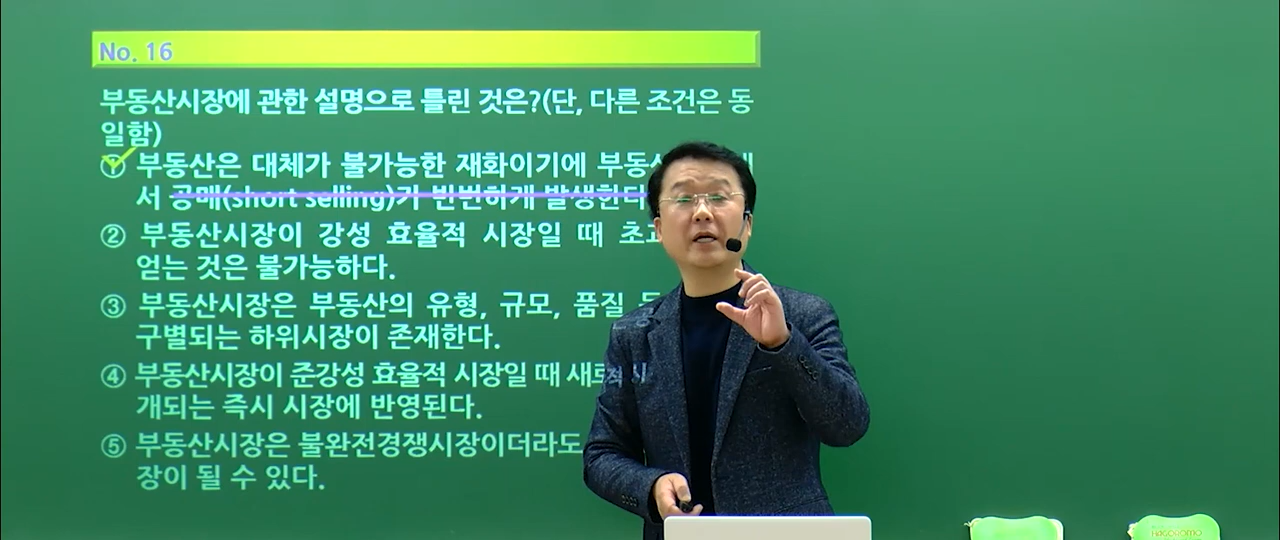 No. 16
부동산시장에 관한 설명으로 틀린 것은?(단, 다른 조건은 동
일함)
① 부동산은 대체가 불가능한 재화이기에
서 공매(short selling)가 빈번하게 발생한다
② 부동산시장이 강성 효율적 시장일 때
얻는 것은 불가능하다.
③ 부동산시장은 부동산의 유형, 규모, 품질
구별되는 하위시장이 존재한다.
④ 부동산시장이 준강성 효율적 시장일 때
개되는 즉시 시장에 반영된다.
⑤ 부동산시장은 불완전경쟁시장이더라도
장이 될 수 있다.
HAGOROMO